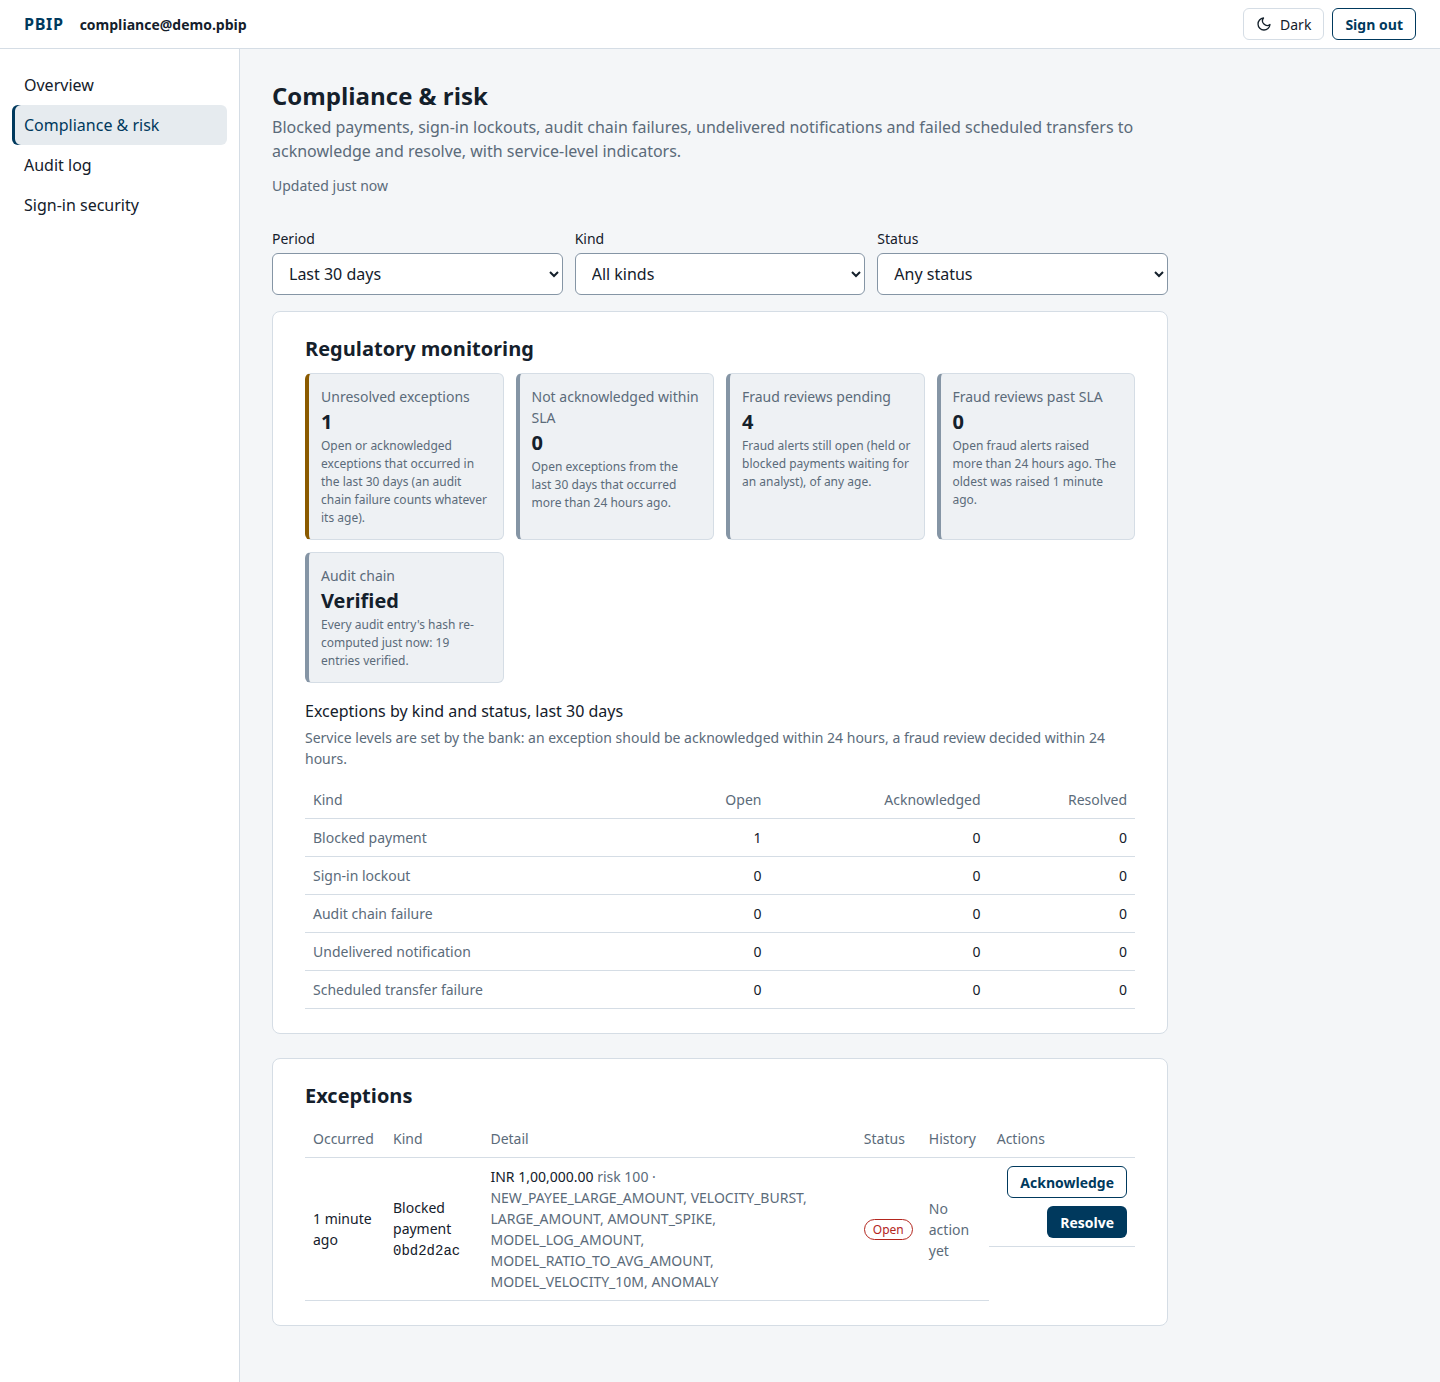 PBIP compliance@demo.pbip
Dark
Sign out
Overview
Compliance & risk
Audit log
Sign-in security
Compliance & risk
Blocked payments, sign-in lockouts, audit chain failures, undelivered notifications and failed scheduled transfers to
acknowledge and resolve, with service-level indicators.
Updated just now
Period
Last 30 days
Kind
All kinds
Status
Any status
Regulatory monitoring
Unresolved exceptions
1
Open or acknowledged
exceptions that occurred in
the last 30 days (an audit
chain failure counts whatever
its age).
Not acknowledged within
SLA
0
Open exceptions from the
last 30 days that occurred
more than 24 hours ago.
Fraud reviews pending
4
Fraud alerts still open (held or
blocked payments waiting for
an analyst), of any age.
Fraud reviews past SLA
0
Open fraud alerts raised
more than 24 hours ago. The
oldest was raised 1 minute
ago.
Audit chain
Verified
Every audit entry's hash re-
computed just now: 19
entries verified.
Exceptions by kind and status, last 30 days
Service levels are set by the bank: an exception should be acknowledged within 24 hours, a fraud review decided within 24
hours.
Kind Open Acknowledged Resolved
Blocked payment 1 0 0
Sign-in lockout 0 0 0
Audit chain failure 0 0 0
Undelivered notification 0 0 0
Scheduled transfer failure 0 0 0
Exceptions
Occurred Kind Detail Status History Actions
1 minute
ago
Blocked
payment
0bd2d2ac
INR 1,00,000.00 risk 100 ·
NEW_PAYEE_LARGE_AMOUNT, VELOCITY_BURST,
LARGE_AMOUNT, AMOUNT_SPIKE,
MODEL_LOG_AMOUNT,
MODEL_RATIO_TO_AVG_AMOUNT,
MODEL_VELOCITY_10M, ANOMALY
Open
No
action
yet
Acknowledge
Resolve